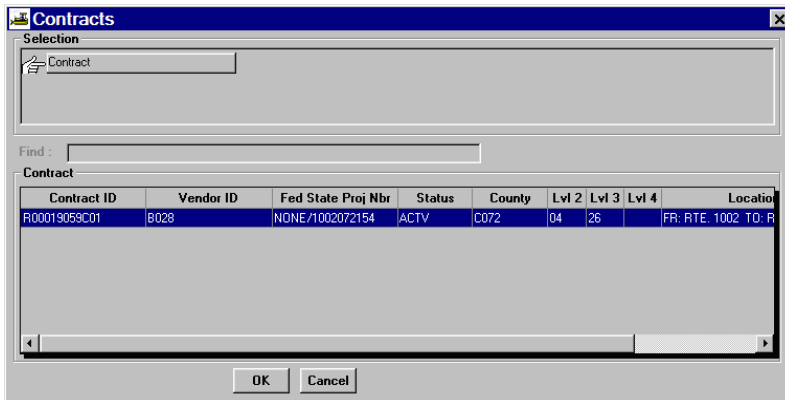 Contracts
Selection
Contract
Find :
Contract
Contract ID Vendor ID Fed State Proj Nbr Status County Lvl 2 Lvl 3 Lvl 4 Location
R00019059C01 B028 NONE/1002072154 ACTV C072 04 26 FR: RTE. 1002 TO: R
OK Cancel